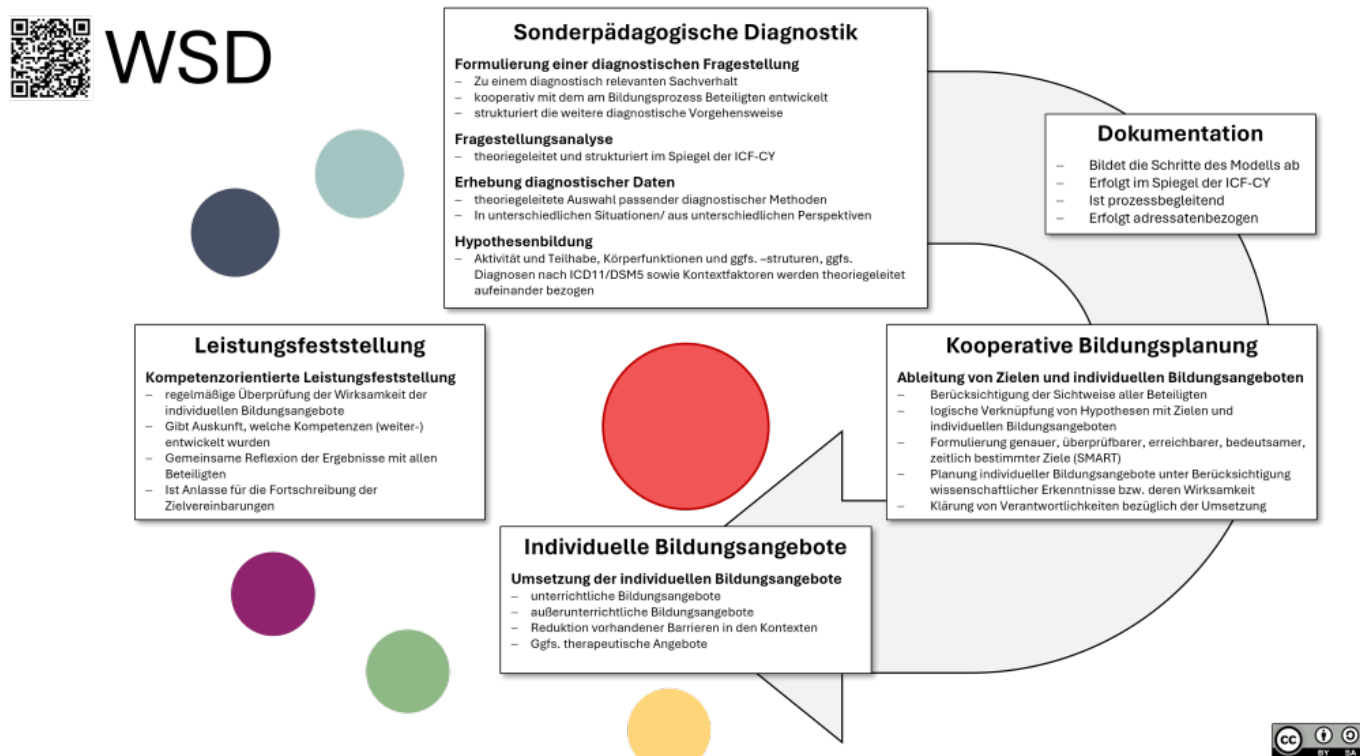 WSD
Sonderpädagogische Diagnostik
Formulierung einer diagnostischen Fragestellung
– Zu einem diagnostisch relevanten Sachverhalt
– kooperativ mit dem am Bildungsprozess Beteiligten entwickelt
– strukturiert die weitere diagnostische Vorgehensweise
Fragestellungsanalyse
– theoriegeleitet und strukturiert im Spiegel der ICF-CY
Erhebung diagnostischer Daten
– theoriegeleitete Auswahl passender diagnostischer Methoden
– In unterschiedlichen Situationen/ aus unterschiedlichen Perspektiven
Hypothesenbildung
– Aktivität und Teilhabe, Körperfunktionen und ggfs. –struturen, ggfs.
Diagnosen nach ICD11/DSM5 sowie Kontextfaktoren werden theoriegeleitet
aufeinander bezogen
Dokumentation
– Bildet die Schritte des Modells ab
– Erfolgt im Spiegel der ICF-CY
– Ist prozessbegleitend
– Erfolgt adressatenbezogen
Leistungsfeststellung
Kompetenzorientierte Leistungsfeststellung
– regelmäßige Überprüfung der Wirksamkeit der
individuellen Bildungsangebote
– Gibt Auskunft, welche Kompetenzen (weiter-)
entwickelt wurden
– Gemeinsame Reflexion der Ergebnisse mit allen
Beteiligten
– Ist Anlasse für die Fortschreibung der
Zielvereinbarungen
Kooperative Bildungsplanung
Ableitung von Zielen und individuellen Bildungsangeboten
– Berücksichtigung der Sichtweise aller Beteiligten
– logische Verknüpfung von Hypothesen mit Zielen und
individuellen Bildungsangeboten
– Formulierung genauer, überprüfbarer, erreichbarer, bedeutsamer,
zeitlich bestimmter Ziele (SMART)
– Planung individueller Bildungsangebote unter Berücksichtigung
wissenschaftlicher Erkenntnisse bzw. deren Wirksamkeit
– Klärung von Verantwortlichkeiten bezüglich der Umsetzung
Individuelle Bildungsangebote
Umsetzung der individuellen Bildungsangebote
– unterrichtliche Bildungsangebote
– außerunterrichtliche Bildungsangebote
– Reduktion vorhandener Barrieren in den Kontexten
– Ggfs. therapeutische Angebote
cc
BY SA